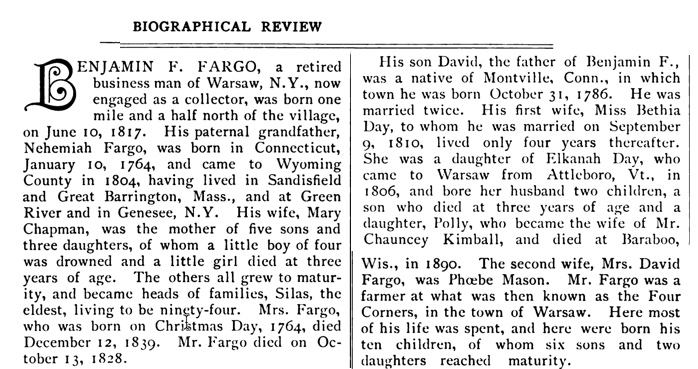 BIOGRAPHICAL REVIEW
BENJAMIN F. FARGO, a retired
business man of Warsaw, N.Y., now
engaged as a collector, was born one
mile and a half north of the village,
on June 10, 1817. His paternal grandfather,
Nehemiah Fargo, was born in Connecticut,
January 10, 1764, and came to Wyoming
County in 1804, having lived in Sandisfield
and Great Barrington, Mass., and at Green
River and in Genesee, N.Y. His wife, Mary
Chapman, was the mother of five sons and
three daughters, of whom a little boy of four
was drowned and a little girl died at three
years of age. The others all grew to matur-
ity, and became heads of families, Silas, the
eldest, living to be ninety-four. Mrs. Fargo,
who was born on Christmas Day, 1764, died
December 12, 1839. Mr. Fargo died on Oc-
tober 13, 1828.
His son David, the father of Benjamin F.,
was a native of Montville, Conn., in which
town he was born October 31, 1786. He was
married twice. His first wife, Miss Bethia
Day, to whom he was married on September
9, 1810, lived only four years thereafter.
She was a daughter of Elkanah Day, who
came to Warsaw from Attleboro, Vt., in
1806, and bore her husband two children, a
son who died at three years of age and a
daughter, Polly, who became the wife of Mr.
Chauncey Kimball, and died at Baraboo,
Wis., in 1890. The second wife, Mrs. David
Fargo, was Phœbe Mason. Mr. Fargo was a
farmer at what was then known as the Four
Corners, in the town of Warsaw. Here most
of his life was spent, and here were born his
ten children, of whom six sons and two
daughters reached maturity.